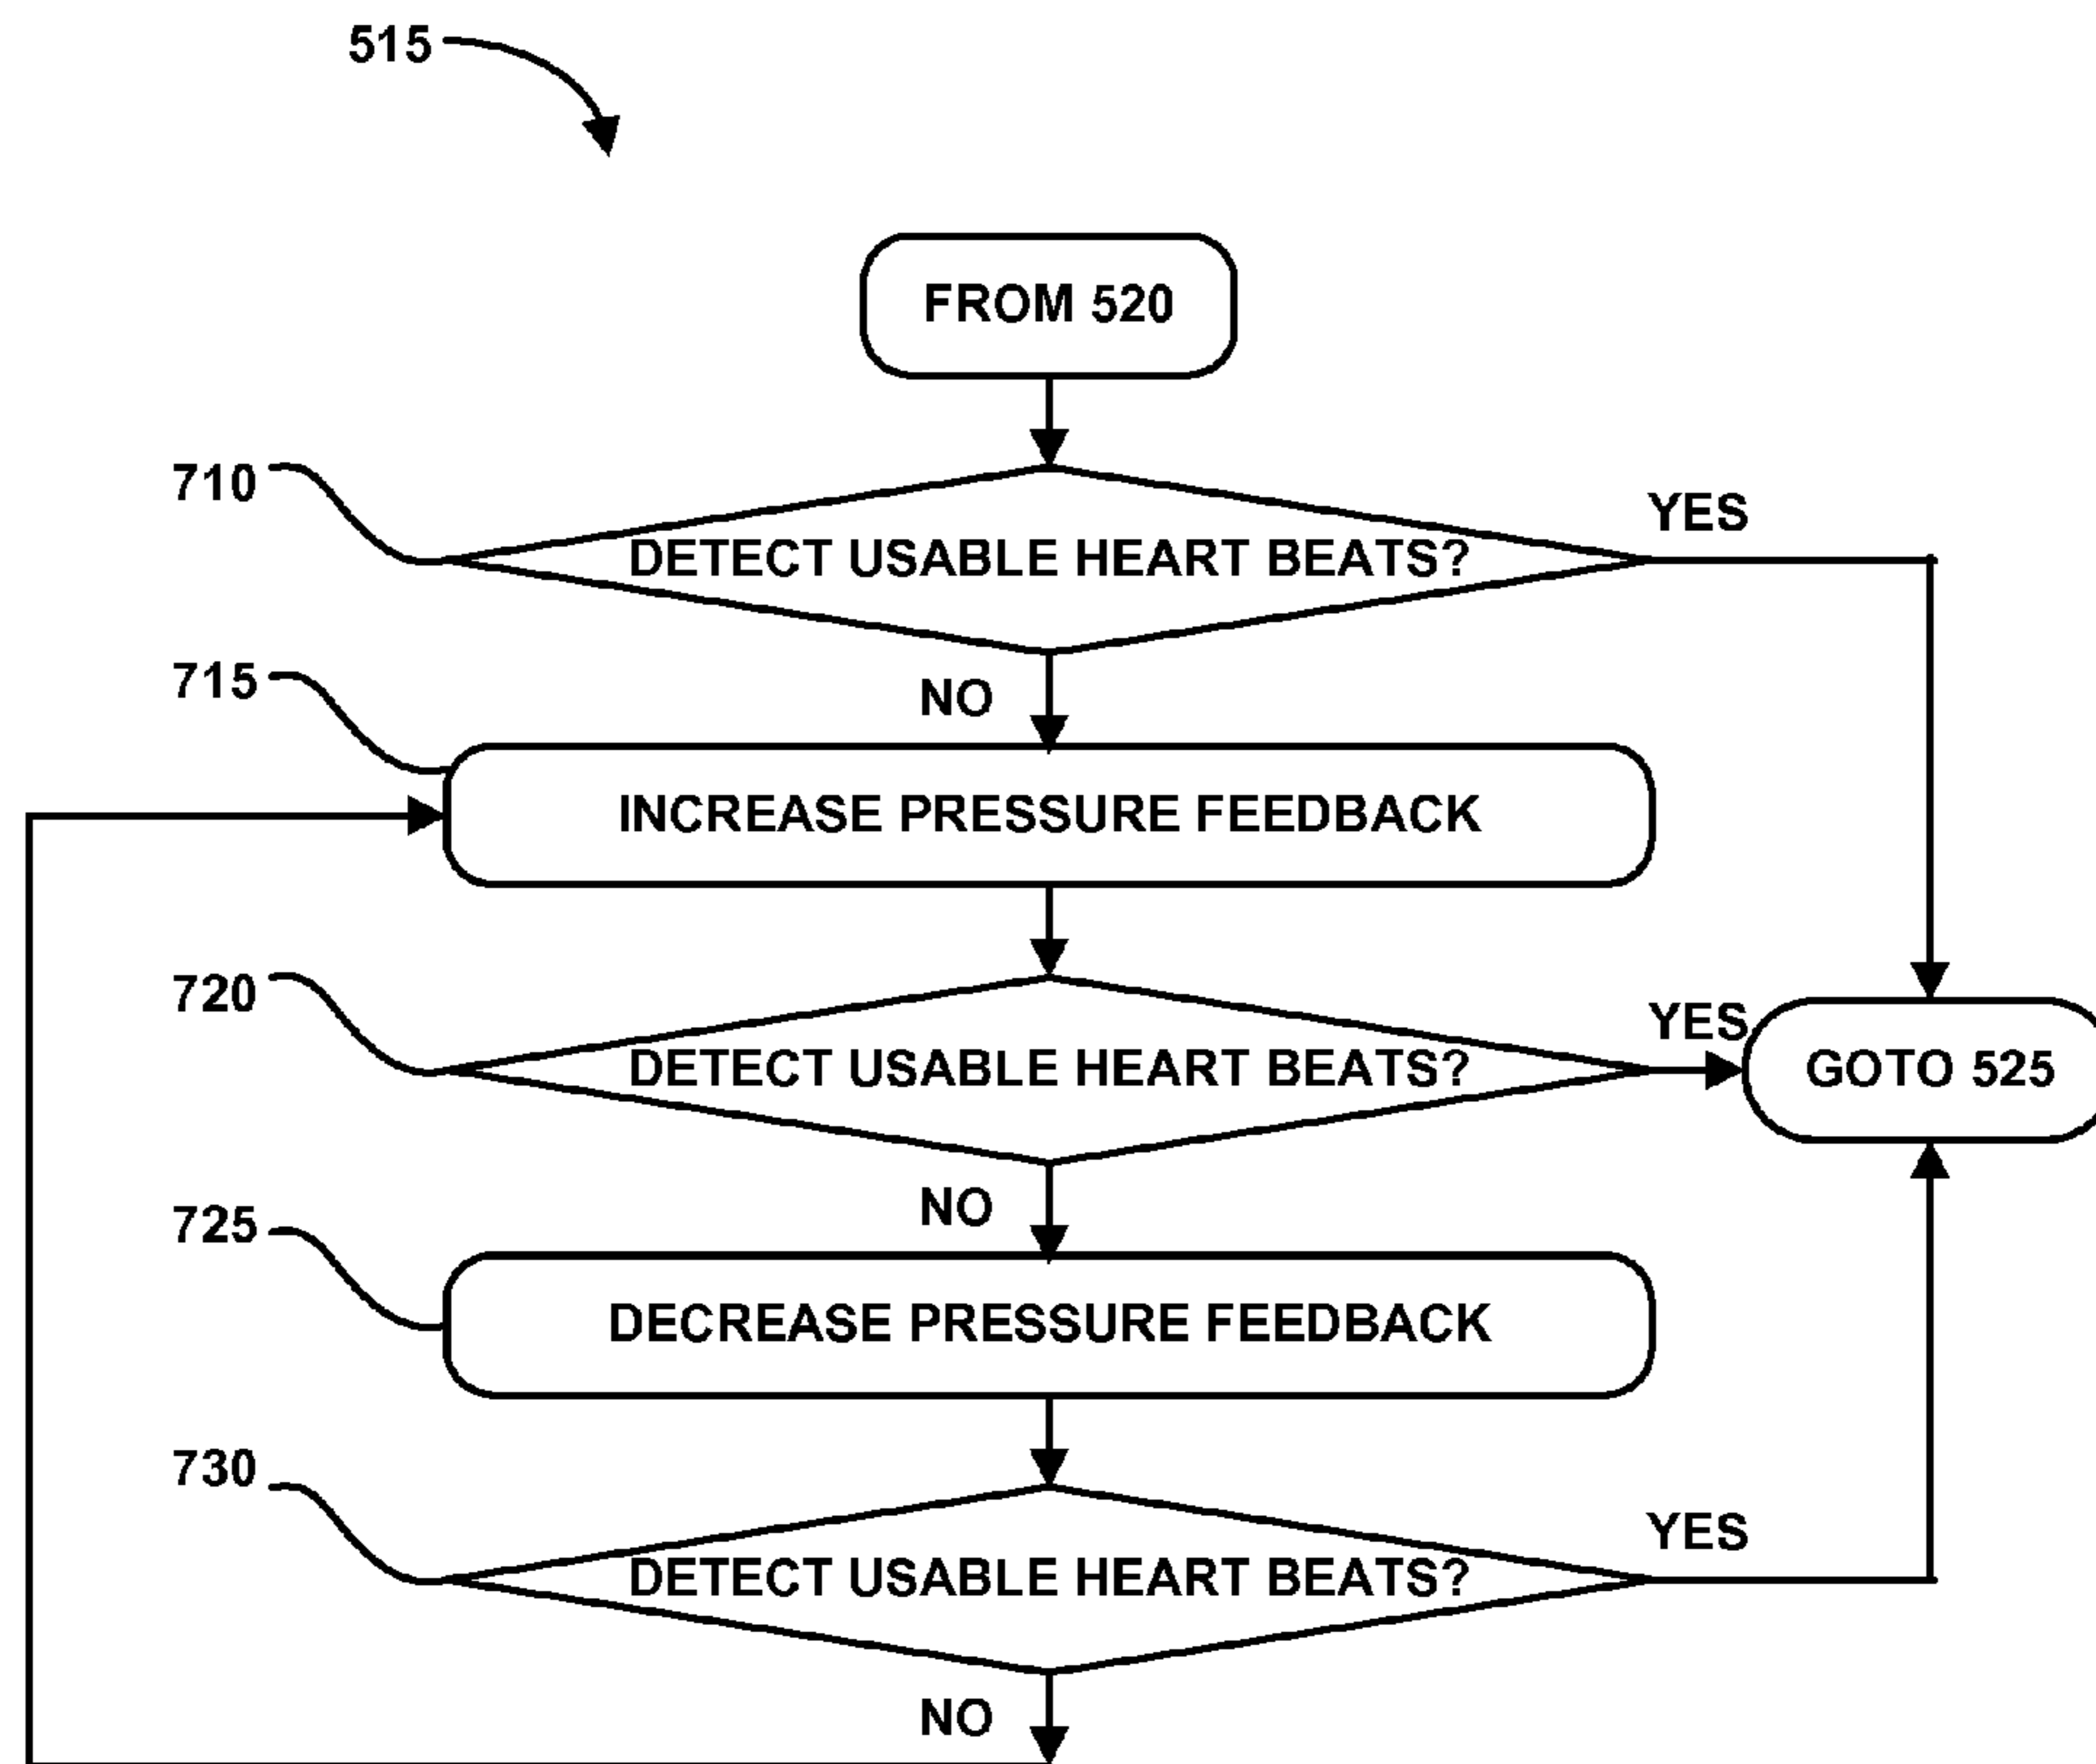 515
FROM 520
710
DETECT USABLE HEART BEATS?
YES
NO
715
INCREASE PRESSURE FEEDBACK
720
DETECT USABLE HEART BEATS?
YES
GOTO 525
NO
725
DECREASE PRESSURE FEEDBACK
730
DETECT USABLE HEART BEATS?
YES
NO